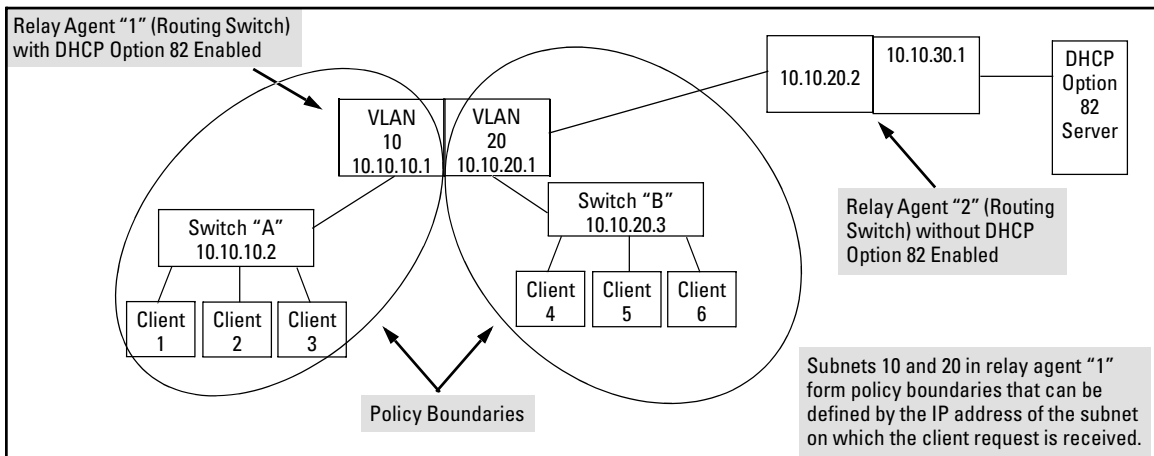 Relay Agent “1” (Routing Switch)
with DHCP Option 82 Enabled
10.10.20.2
10.10.30.1
DHCP
Option
82
Server
VLAN
10
10.10.10.1
VLAN
20
10.10.20.1
Switch “A”
10.10.10.2
Switch “B”
10.10.20.3
Relay Agent “2” (Routing
Switch) without DHCP
Option 82 Enabled
Client
1
Client
2
Client
3
Client
4
Client
5
Client
6
Policy Boundaries
Subnets 10 and 20 in relay agent “1”
form policy boundaries that can be
defined by the IP address of the subnet
on which the client request is received.